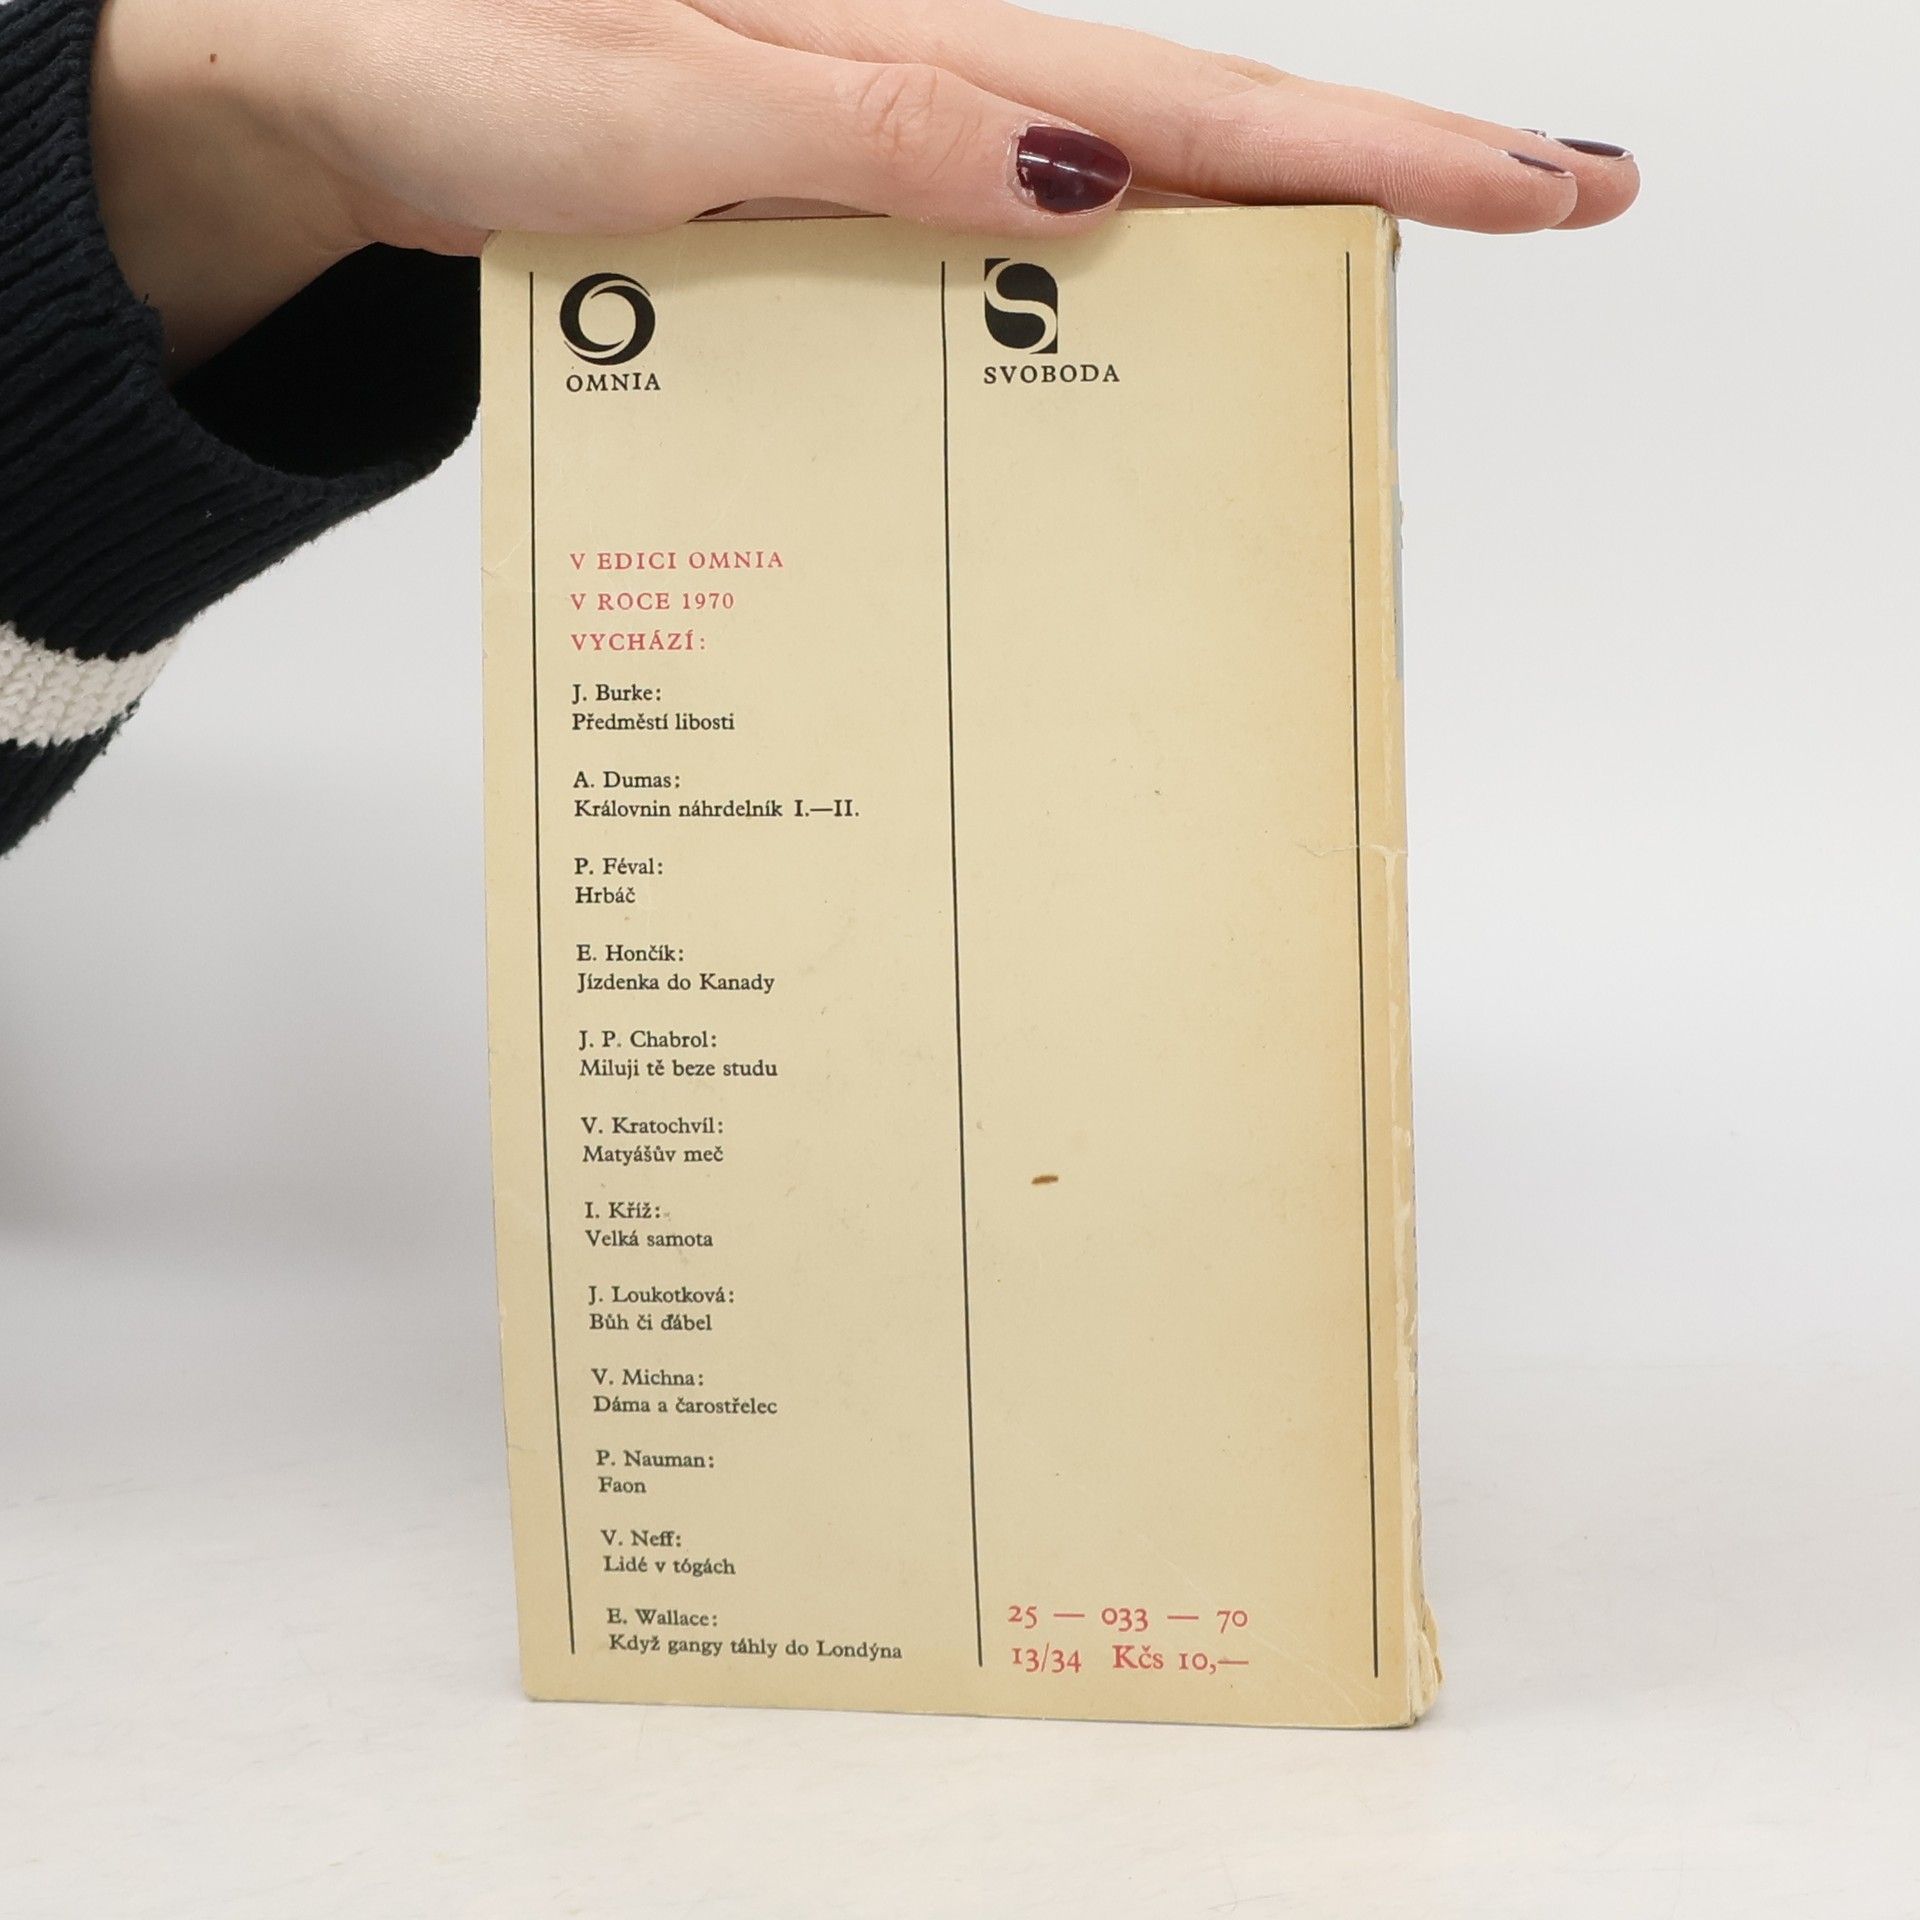 OMNIA
SVOBODA
V EDICI OMNIA
V ROCE 1970
VYCHÁZÍ:
J. Burke:
Předměstí libosti
A. Dumas:
Královnin náhrdelník I.—II.
P. Féval:
Hrbáč
E. Hončík:
Jízdenka do Kanady
J. P. Chabrol:
Miluji tě beze studu
V. Kratochvíl:
Matyášův meč
I. Kříž:
Velká samota
J. Loukotková:
Bůh či ďábel
V. Michna:
Dáma a čarostřelec
P. Nauman:
Faon
V. Neff:
Lidé v tógách
E. Wallace:
Když gangy táhly do Londýna
25 — 033 — 70
13/34 Kčs 10,—